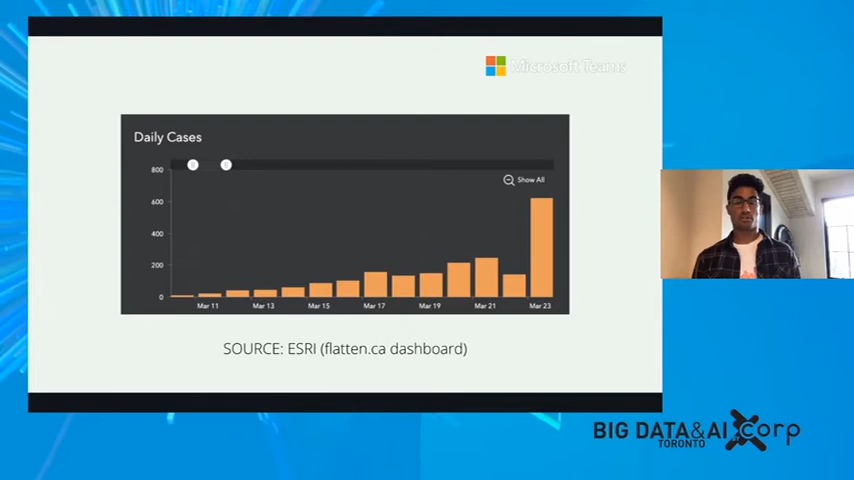 Microsoft Teams
Daily Cases
800
Show All
600
400
200
0
Mar 11
Mar 13
Mar 15
Mar 17
Mar 19
Mar 21
Mar 23
SOURCE: ESRI (flatten.ca dashboard)
BIG DATA&AI corp
TORONTO